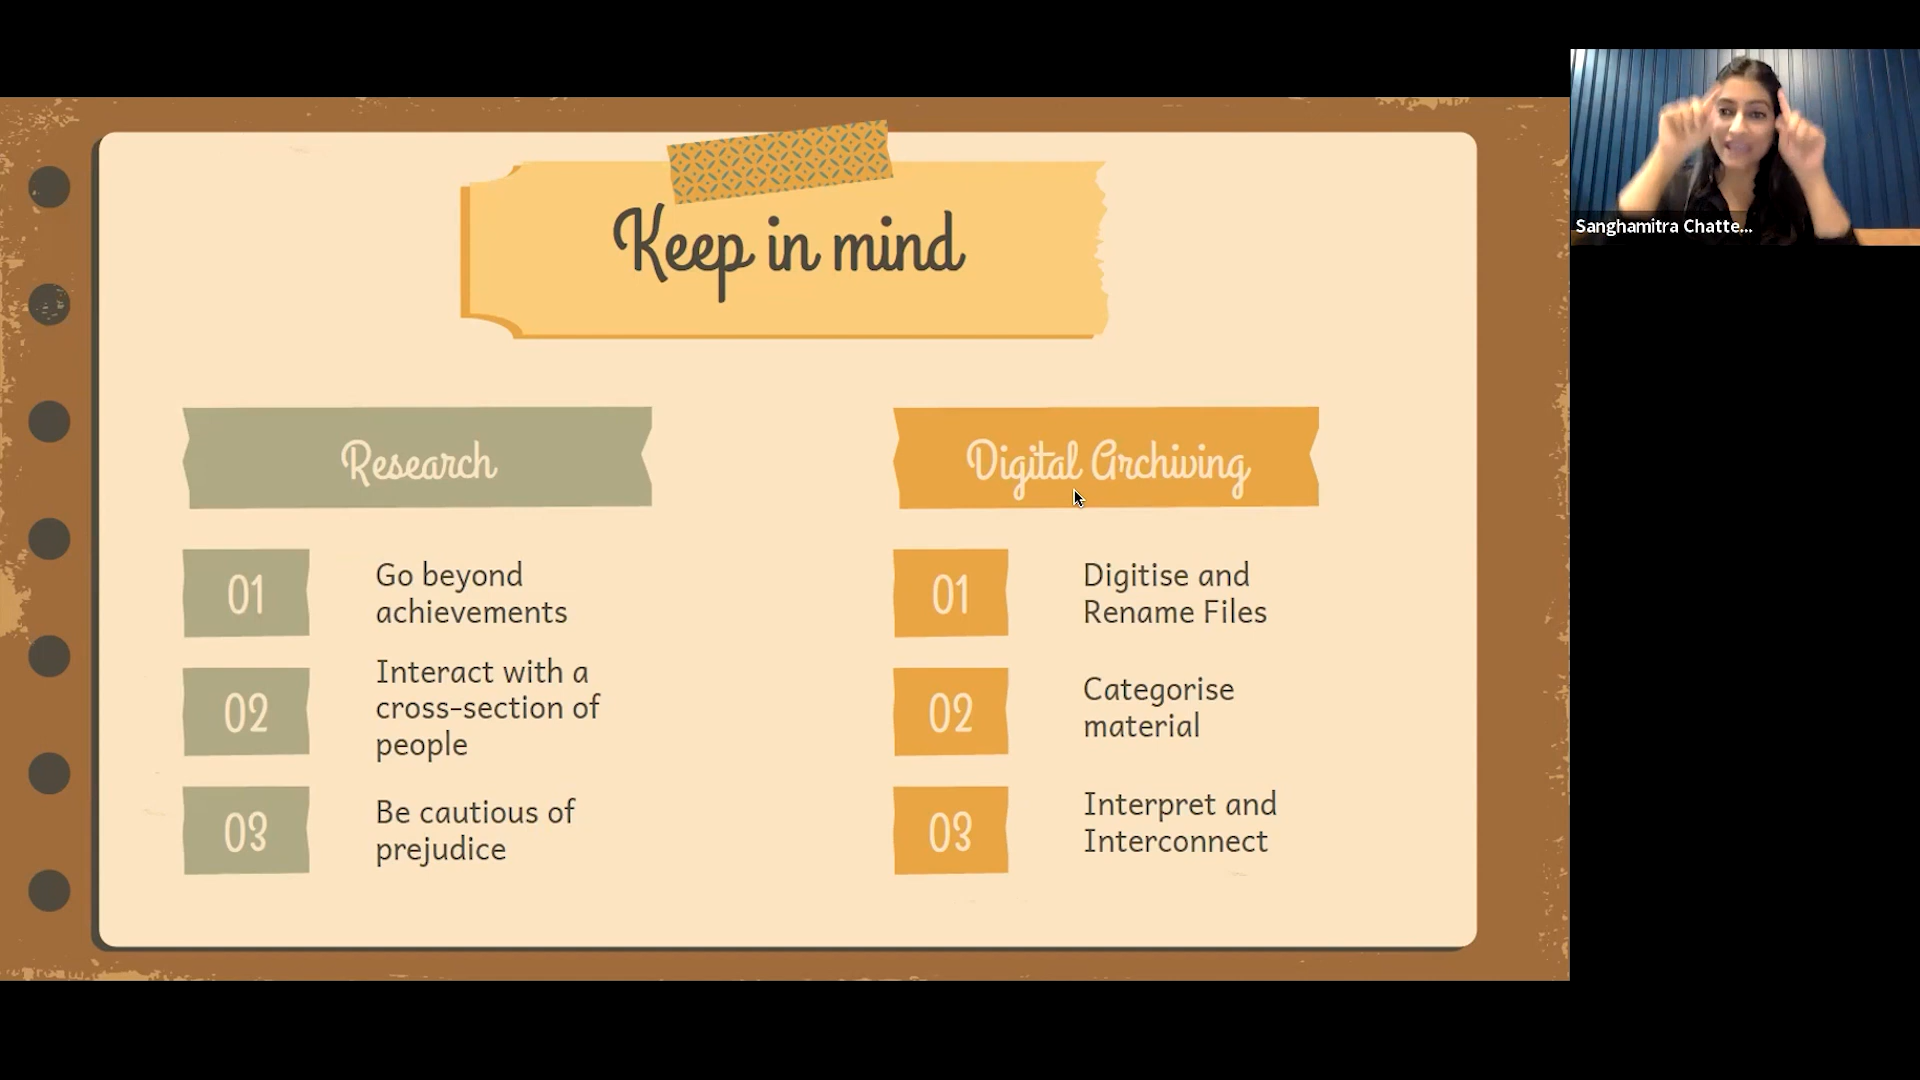 Keep in mind
Research
01
Go beyond
achievements
02
Interact with a
cross-section of
people
03
Be cautious of
prejudice
Digital Archiving
01
Digitise and
Rename Files
02
Categorise
material
03
Interpret and
Interconnect
Sanghamitra Chatte...